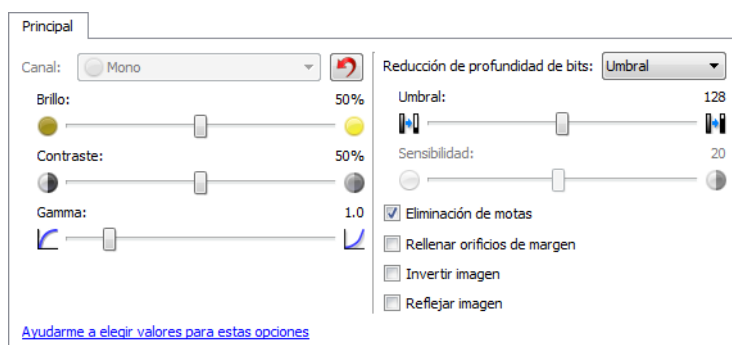 Principal
Canal: Mono
Brillo: 50%
Contraste: 50%
Gamma: 1.0
Ayudarme a elegir valores para estas opciones
Reducción de profundidad de bits: Umbral
Umbral: 128
Sensibilidad: 20
Eliminación de motas
Rellenar orificios de margen
Invertir imagen
Reflejar imagen